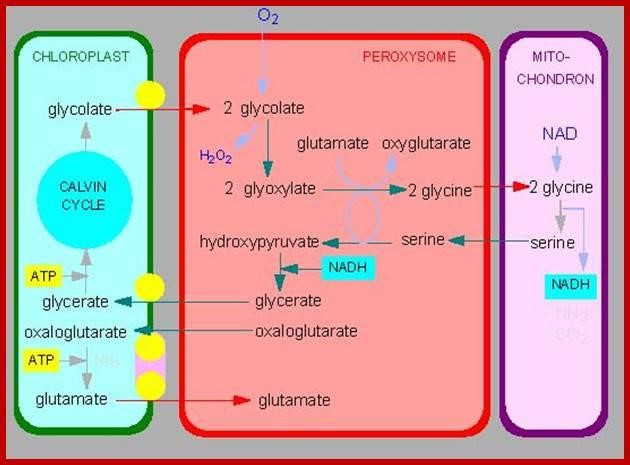 O2
CHLOROPLAST
PEROXYSOME
MITO-
CHONDRON
glycolate
2 glycolate
H2O2
glutamate
oxyglutarate
NAD
CALVIN
CYCLE
2 glyoxylate
2 glycine
2 glycine
hydroxypyruvate
serine
serine
ATP
NADH
NADH
glycerate
glycerate
NH3
CO2
oxaloglutarate
oxaloglutarate
ATP
NH3
glutamate
glutamate